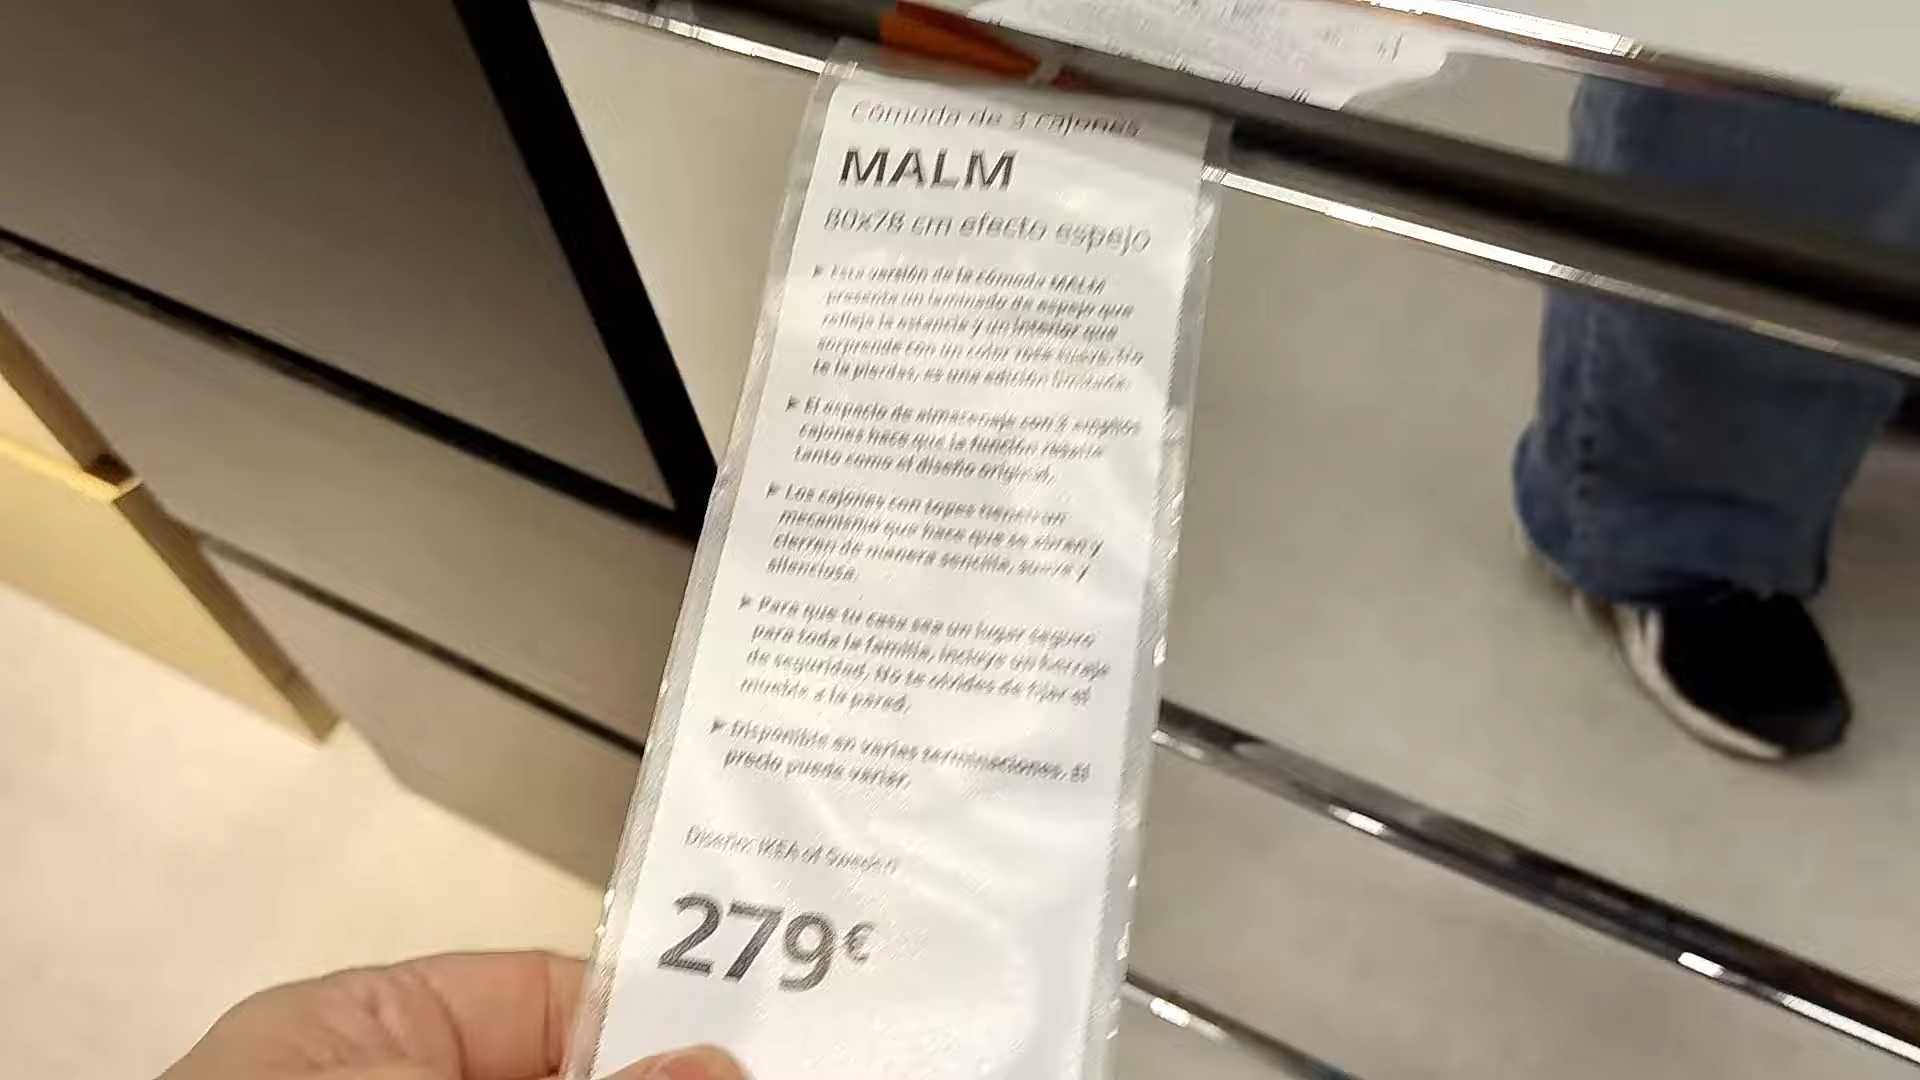 Cómoda de 3 cajones
MALM
80x78 cm efecto espejo
▸ Esta versión de la cómoda MALM
presenta un laminado de espejo que
refleja la estancia y un interior que
sorprende con un color rosa suave. No
te la pierdas, es una edición limitada.
▸ El espacio de almacenaje con 3 amplios
cajones hace que la función resalte
tanto como el diseño original.
▸ Los cajones con topes tienen un
mecanismo que hace que se abran y
cierren de manera sencilla, suave y
silenciosa.
▸ Para que tu casa sea un lugar seguro
para toda la familia, incluye un herraje
de seguridad. No te olvides de fijar el
mueble a la pared.
▸ Disponible en varias terminaciones. El
precio puede variar.
Diseño: IKEA of Sweden
279€